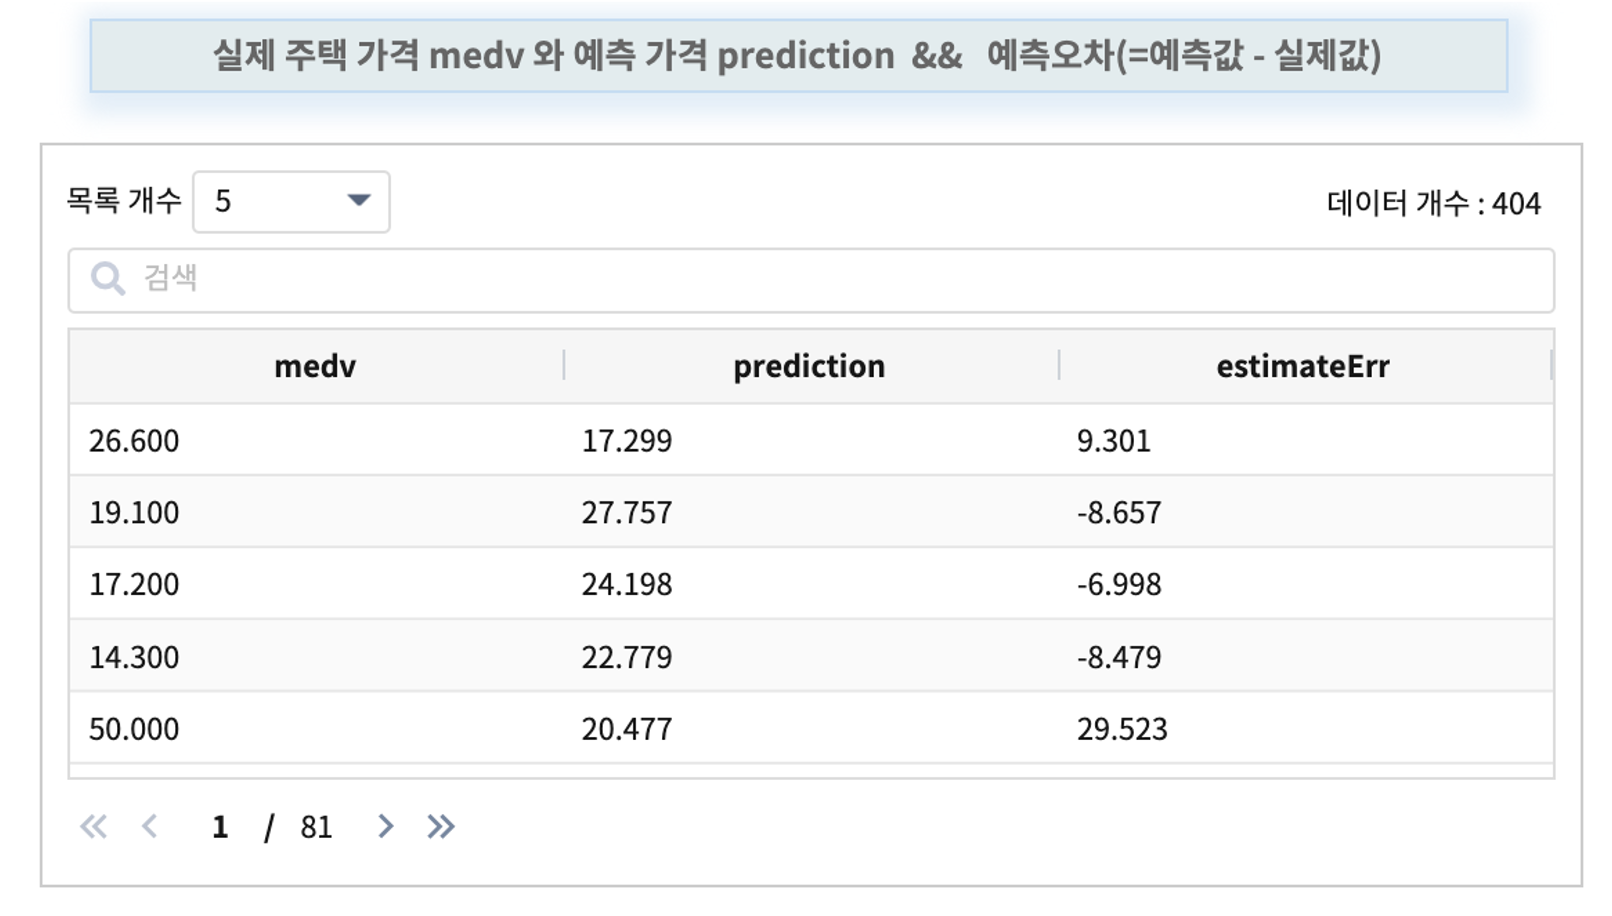 실제 주택 가격 medv 와 예측 가격 prediction && 예측오차(=예측값 - 실제값)
목록 개수 5 데이터 개수 : 404
검색
medv prediction estimateErr
26.600 17.299 9.301
19.100 27.757 -8.657
17.200 24.198 -6.998
14.300 22.779 -8.479
50.000 20.477 29.523
1 / 81